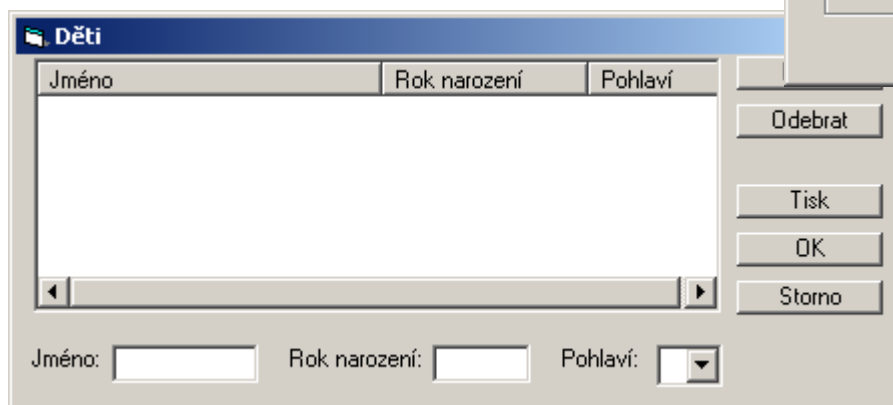 Děti
Jméno Rok narození Pohlaví
Odebrat
Tisk
OK
Storno
Jméno: Rok narození: Pohlaví: